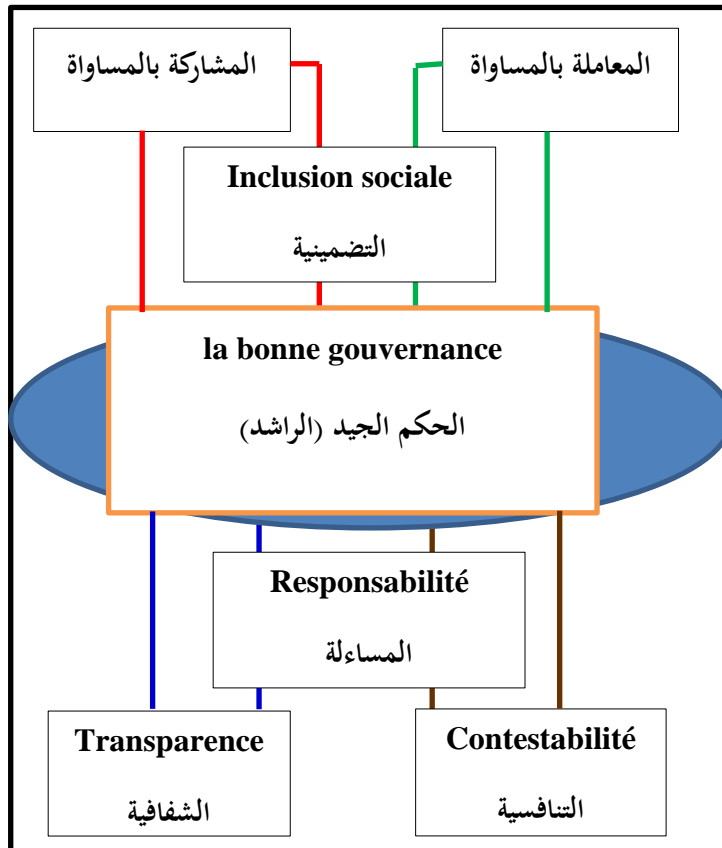 المشاركة بالمساواة
المعاملة بالمساواة
Inclusion sociale
التضمينية
la bonne gouvernance
الحكم الجيد (الراشد)
Responsabilité
المساءلة
Transparence
الشفافية
Contestabilité
التنافسية